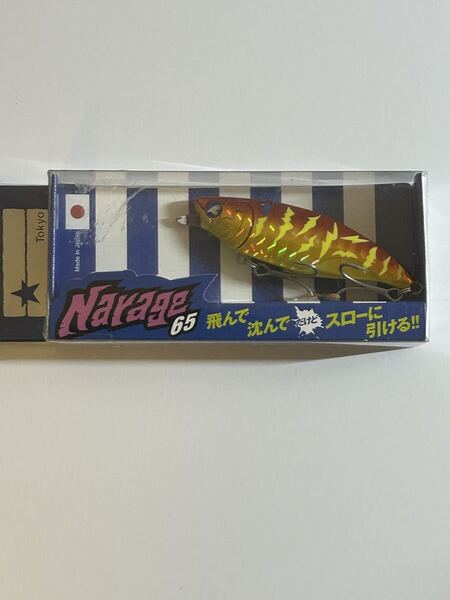 Tokyo
Made in Japan
Narage 65
飛んで
沈んで
だけど
スローに
引ける!!